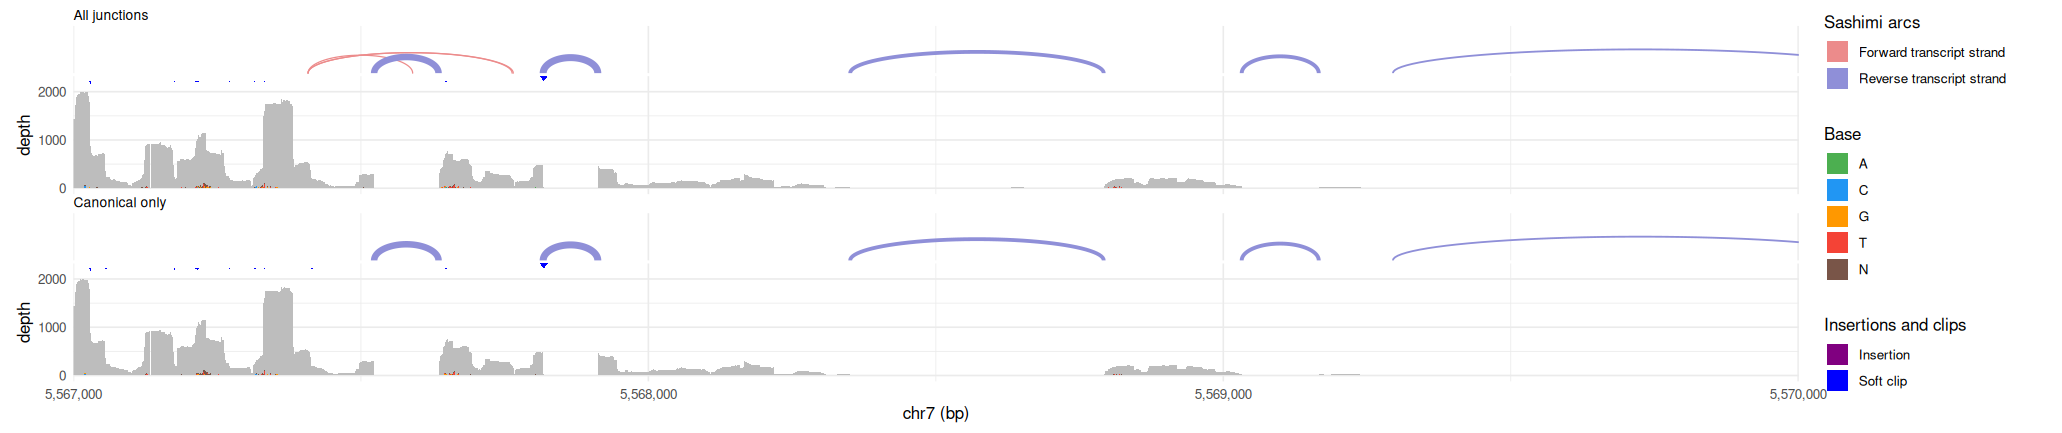 All junctions
depth
2000
1000
0
Canonical only
depth
2000
1000
0
5,567,000
5,568,000
5,569,000
5,570,000
chr7 (bp)
Sashimi arcs
Forward transcript strand
Reverse transcript strand
Base
A
C
G
T
N
Insertions and clips
Insertion
Soft clip